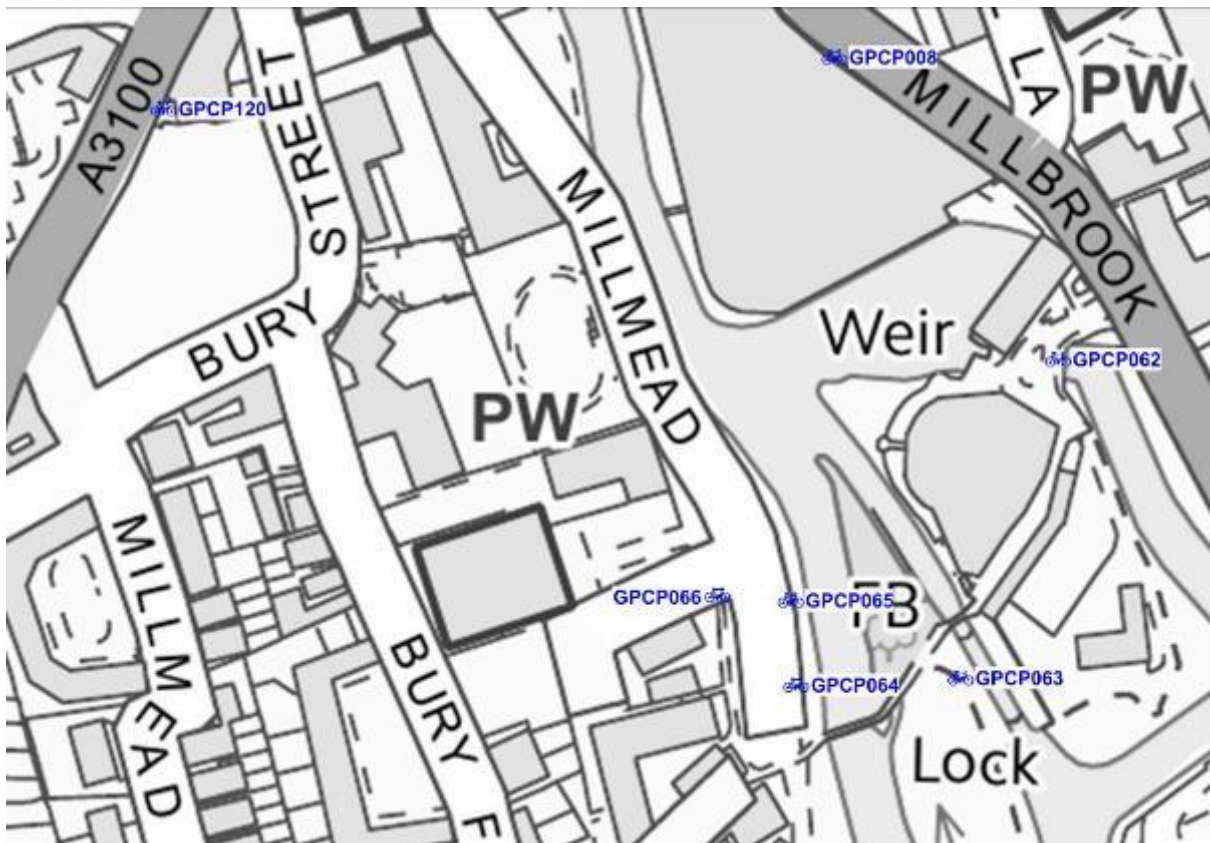 GPCP008
A3100
GPCP120
STREET
LA
PW
MILLBROOK
MILLMEAD
BURY
Weir
GPCP062
PW
MILLMEAD
GPCP066
GPCP065
FB
BURY F
GPCP064
GPCP063
Lock